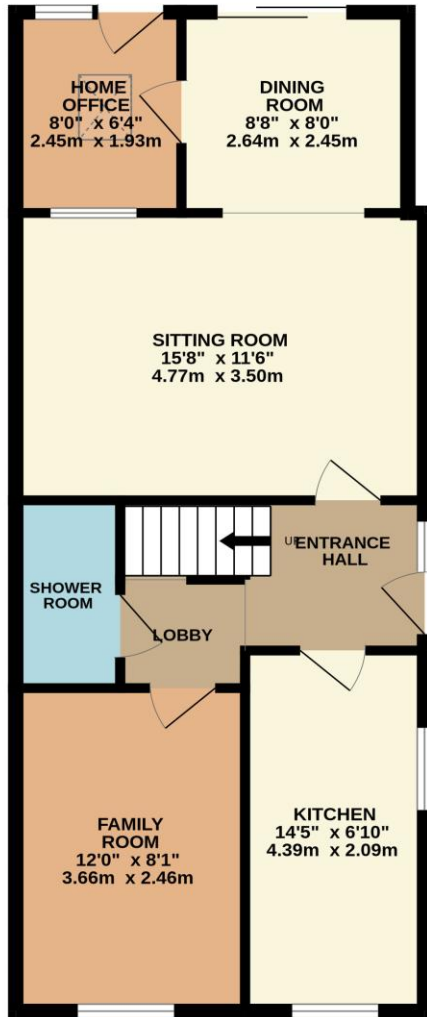 HOME
OFFICE
8'0" x 6'4"
2.45m x 1.93m
DINING
ROOM
8'8" x 8'0"
2.64m x 2.45m
SITTING ROOM
15'8" x 11'6"
4.77m x 3.50m
UP
ENTRANCE
HALL
SHOWER
ROOM
LOBBY
FAMILY
ROOM
12'0" x 8'1"
3.66m x 2.46m
KITCHEN
14'5" x 6'10"
4.39m x 2.09m